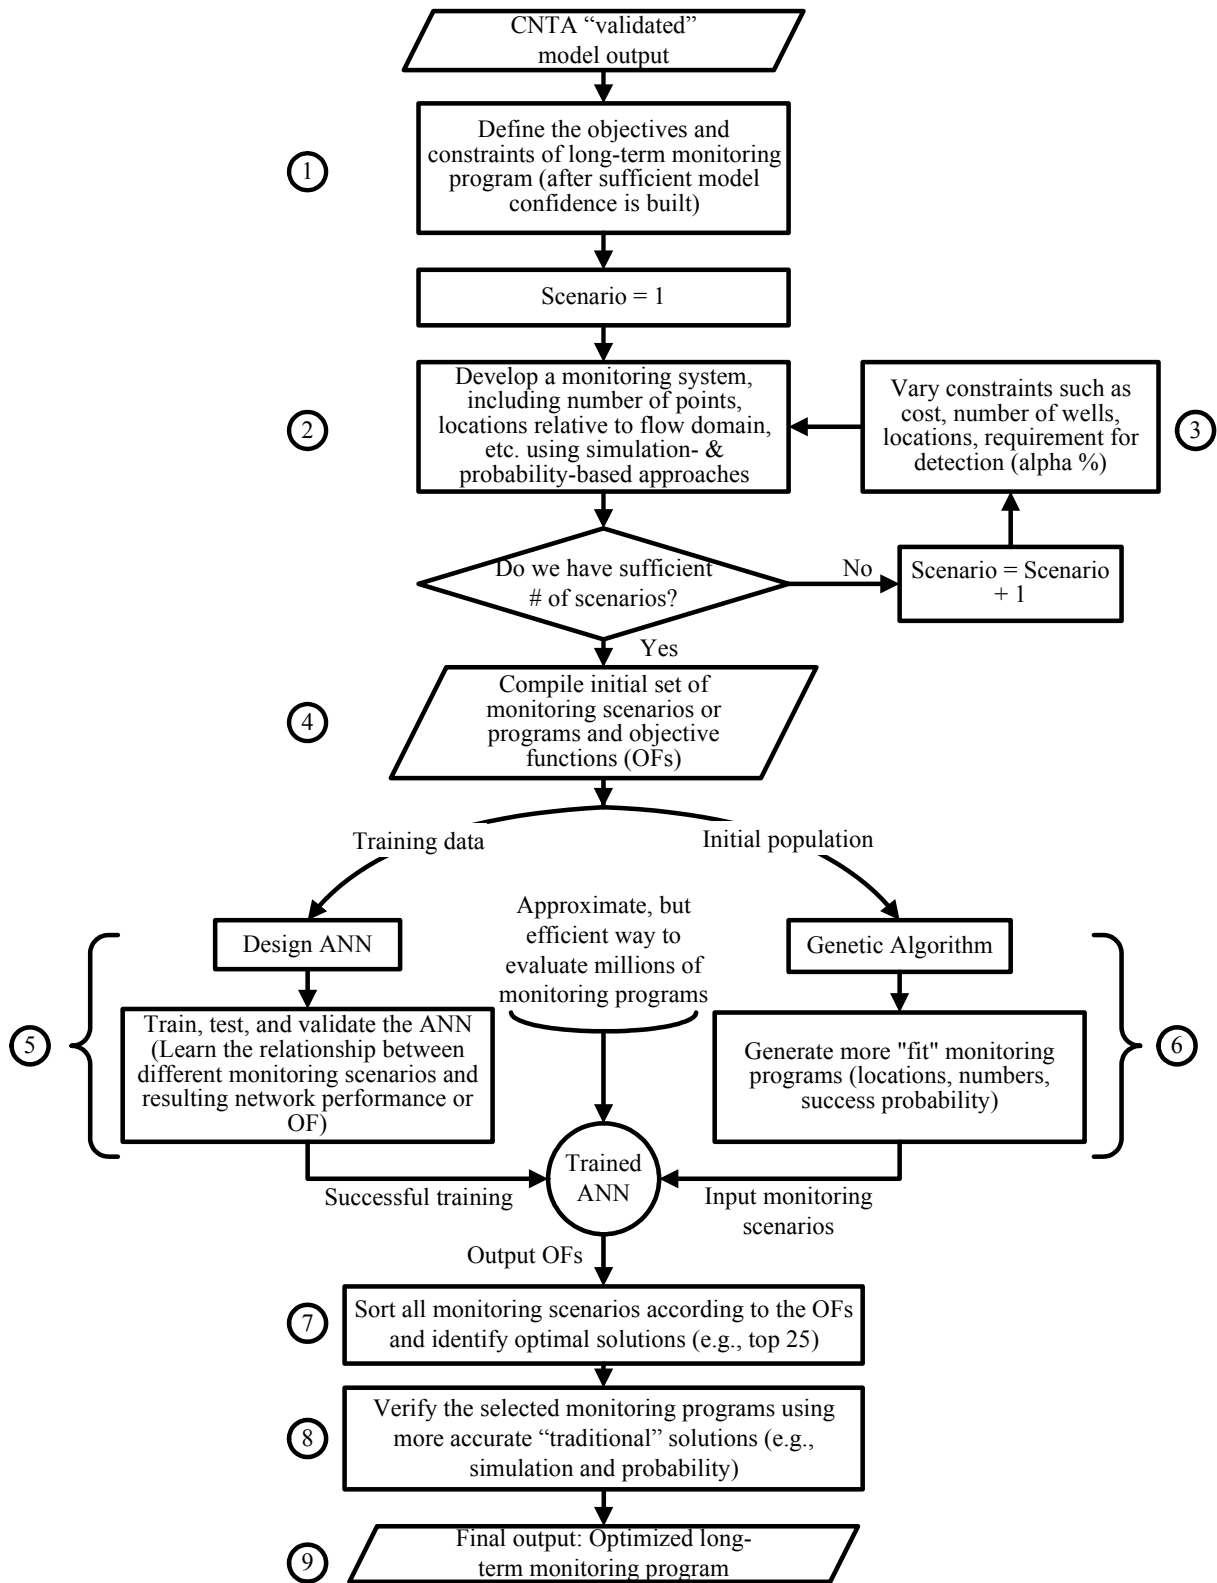 CNTA “validated”
model output
1
Define the objectives and
constraints of long-term monitoring
program (after sufficient model
confidence is built)
Scenario = 1
2
Develop a monitoring system,
including number of points,
locations relative to flow domain,
etc. using simulation- &
probability-based approaches
Vary constraints such as
cost, number of wells,
locations, requirement for
detection (alpha %)
3
Do we have sufficient
# of scenarios?
No
Scenario = Scenario
+ 1
Yes
4
Compile initial set of
monitoring scenarios or
programs and objective
functions (OFs)
Training data
Initial population
Design ANN
Approximate, but
efficient way to
evaluate millions of
monitoring programs
Genetic Algorithm
5
Train, test, and validate the ANN
(Learn the relationship between
different monitoring scenarios and
resulting network performance or
OF)
Generate more "fit" monitoring
programs (locations, numbers,
success probability)
6
Successful training
Trained
ANN
Input monitoring
scenarios
Output OFs
7
Sort all monitoring scenarios according to the OFs
and identify optimal solutions (e.g., top 25)
8
Verify the selected monitoring programs using
more accurate “traditional” solutions (e.g.,
simulation and probability)
9
Final output: Optimized long-
term monitoring program